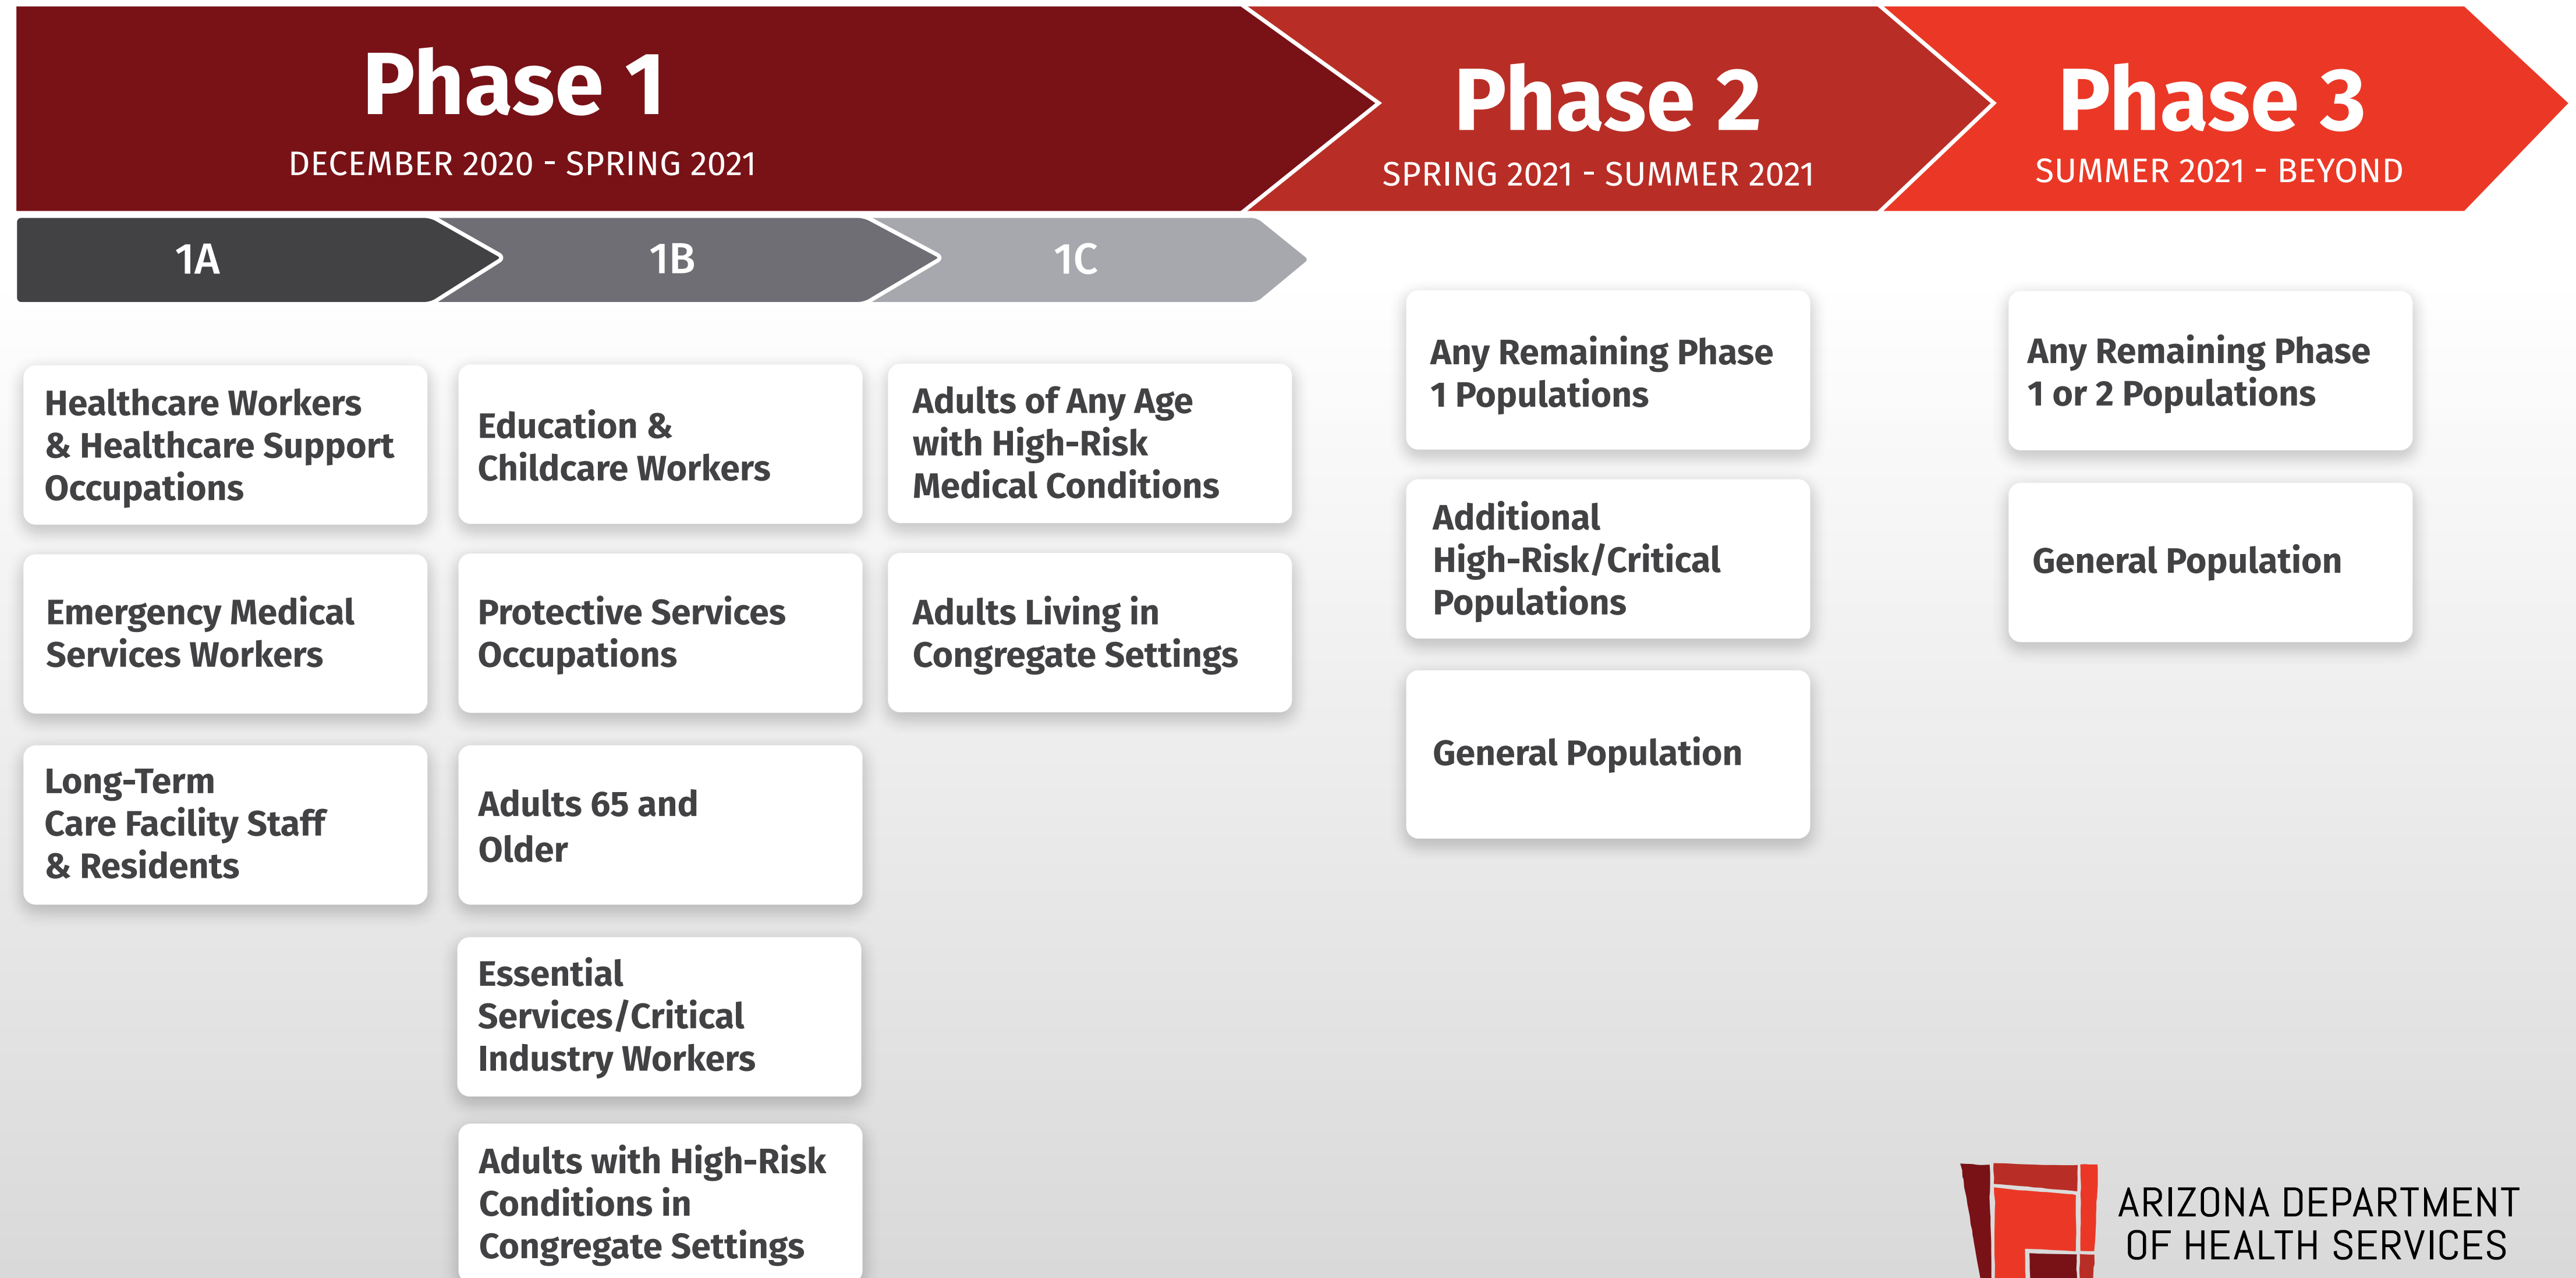 Phase 1
DECEMBER 2020 - SPRING 2021
Phase 2
SPRING 2021 - SUMMER 2021
Phase 3
SUMMER 2021 - BEYOND
1A
1B
1C
Healthcare Workers
& Healthcare Support
Occupations
Emergency Medical
Services Workers
Long-Term
Care Facility Staff
& Residents
Education &
Childcare Workers
Protective Services
Occupations
Adults 65 and
Older
Essential
Services/Critical
Industry Workers
Adults with High-Risk
Conditions in
Congregate Settings
Adults of Any Age
with High-Risk
Medical Conditions
Adults Living in
Congregate Settings
Any Remaining Phase
1 Populations
Additional
High-Risk/Critical
Populations
General Population
Any Remaining Phase
1 or 2 Populations
General Population
ARIZONA DEPARTMENT
OF HEALTH SERVICES